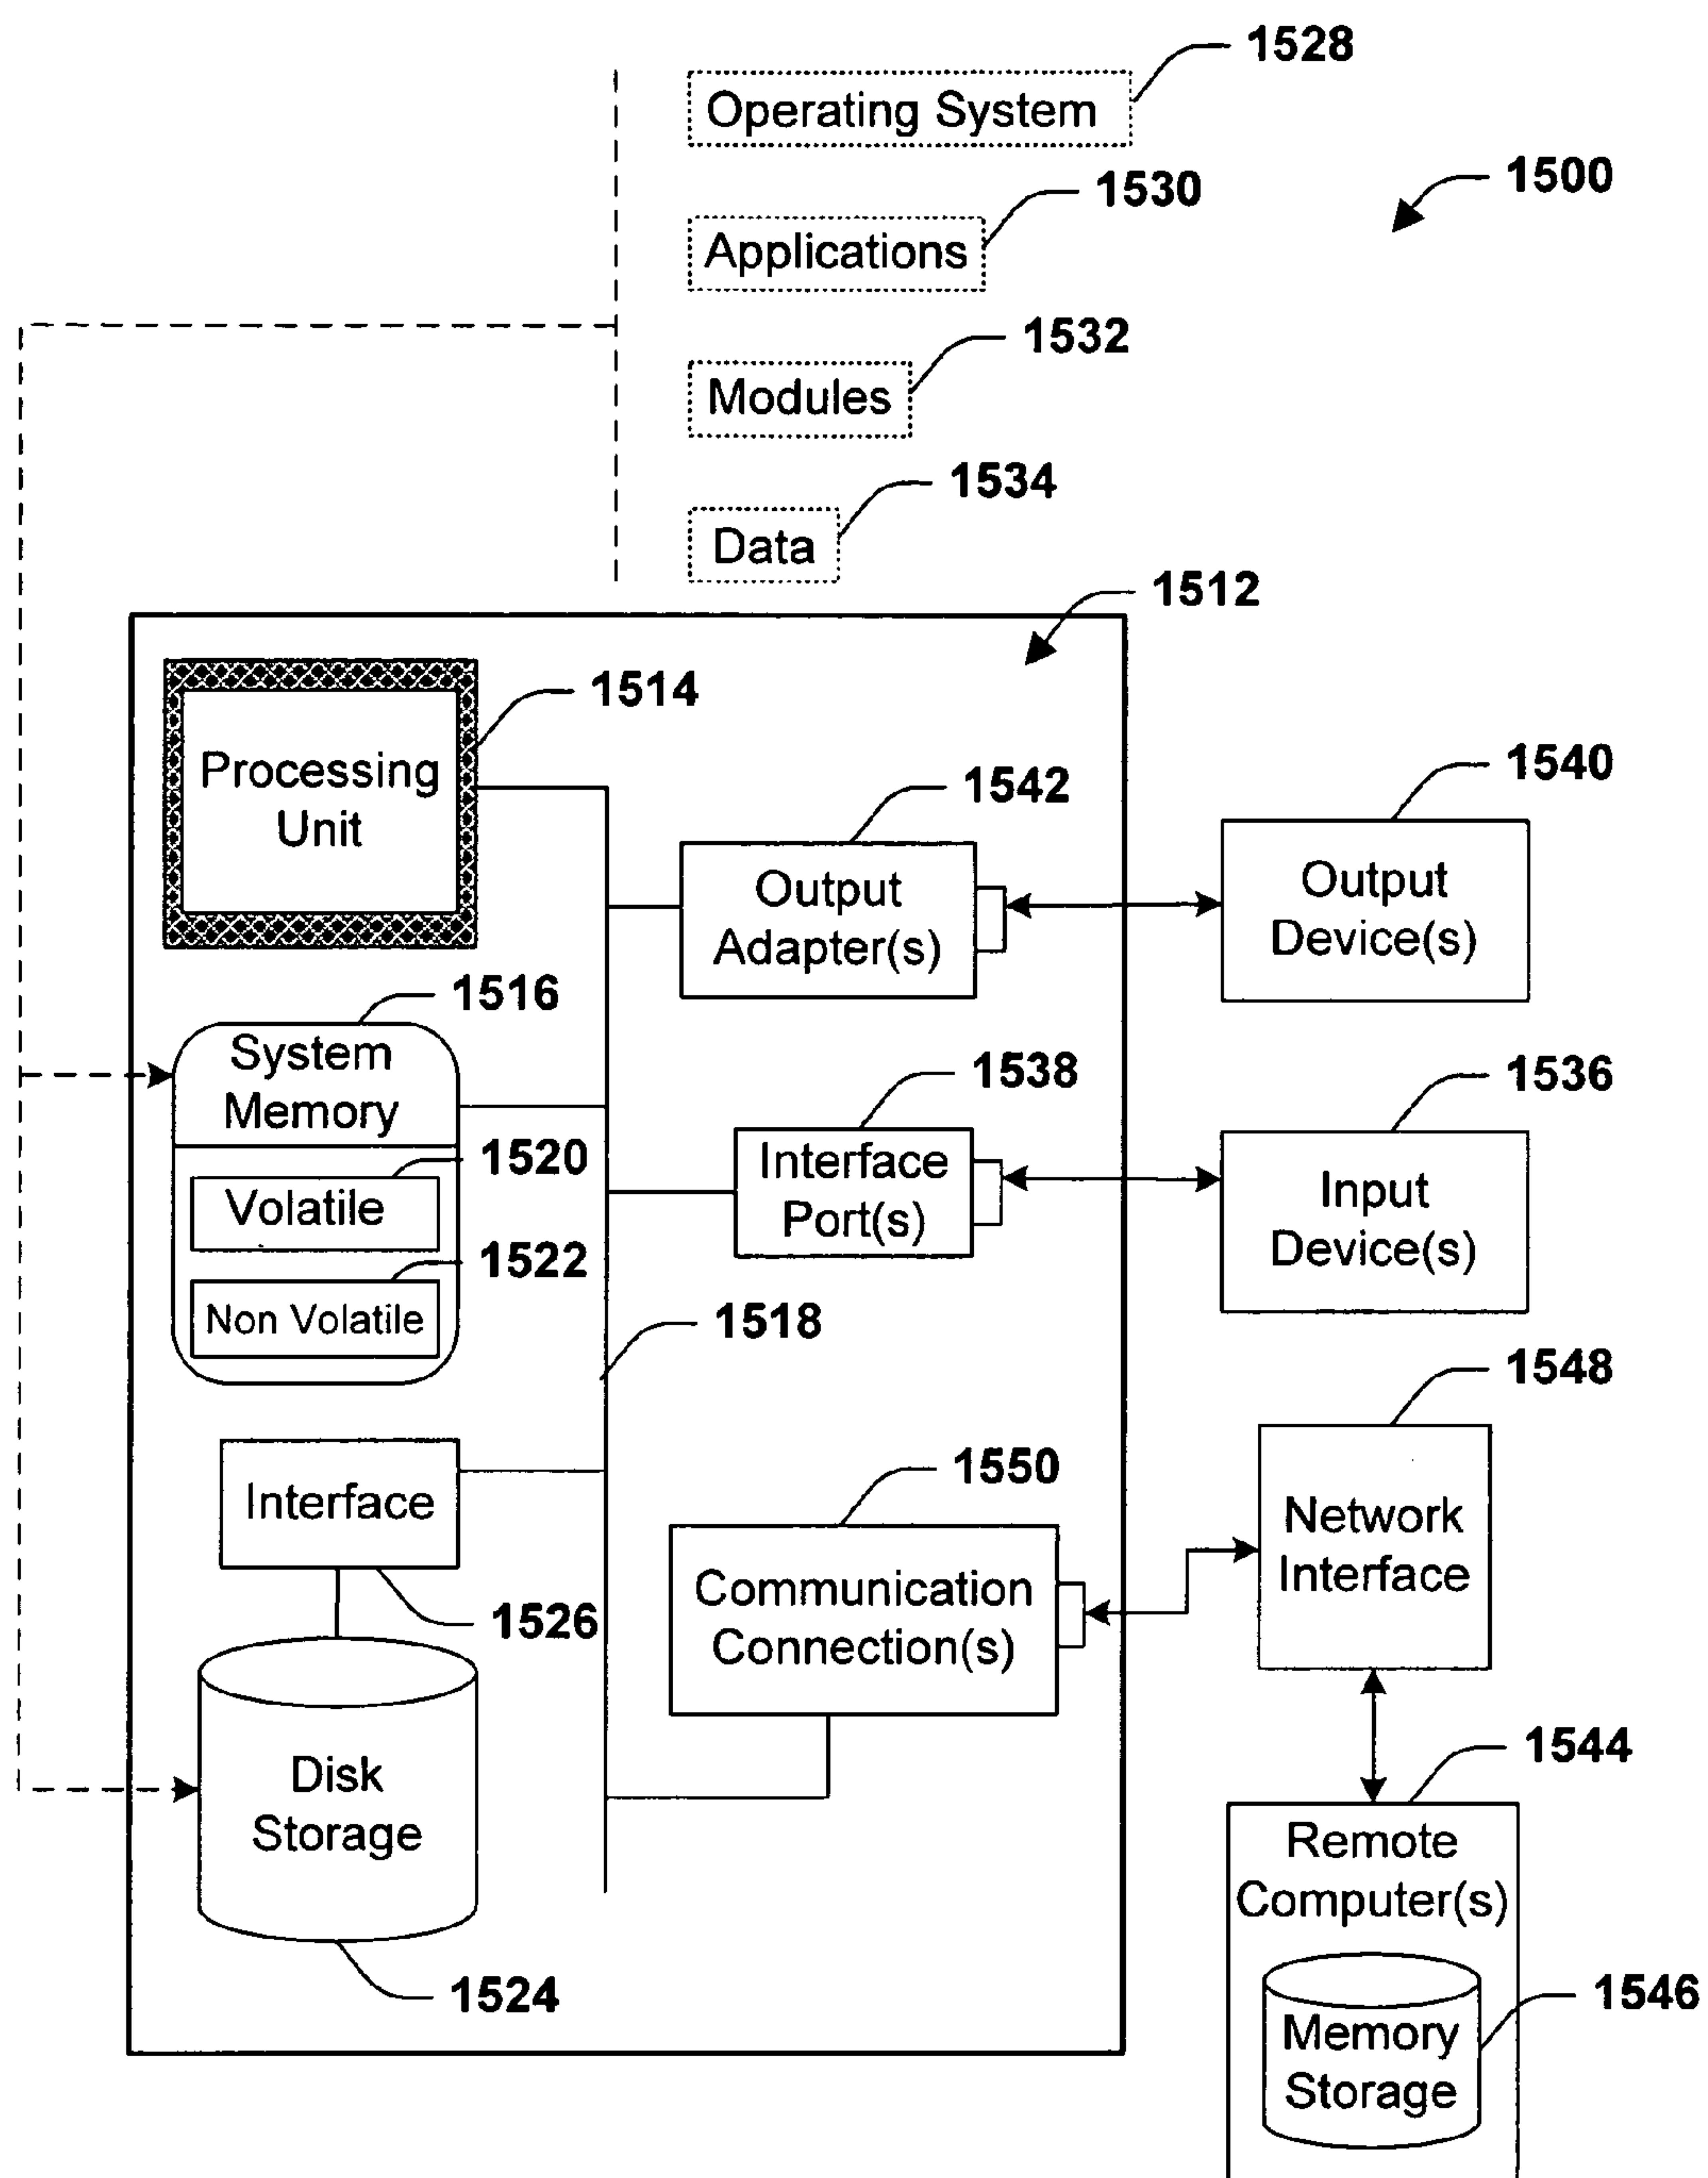 1528
Operating System
1500
1530
Applications
1532
Modules
1534
Data
1512
1514
Processing
Unit
1542
Output
Adapter(s)
1540
Output
Device(s)
1516
System
Memory
1520
Volatile
1522
Non Volatile
1538
Interface
Port(s)
1536
Input
Device(s)
1518
1548
Network
Interface
Interface
1526
1550
Communication
Connection(s)
Disk
Storage
1524
1544
Remote
Computer(s)
1546
Memory
Storage